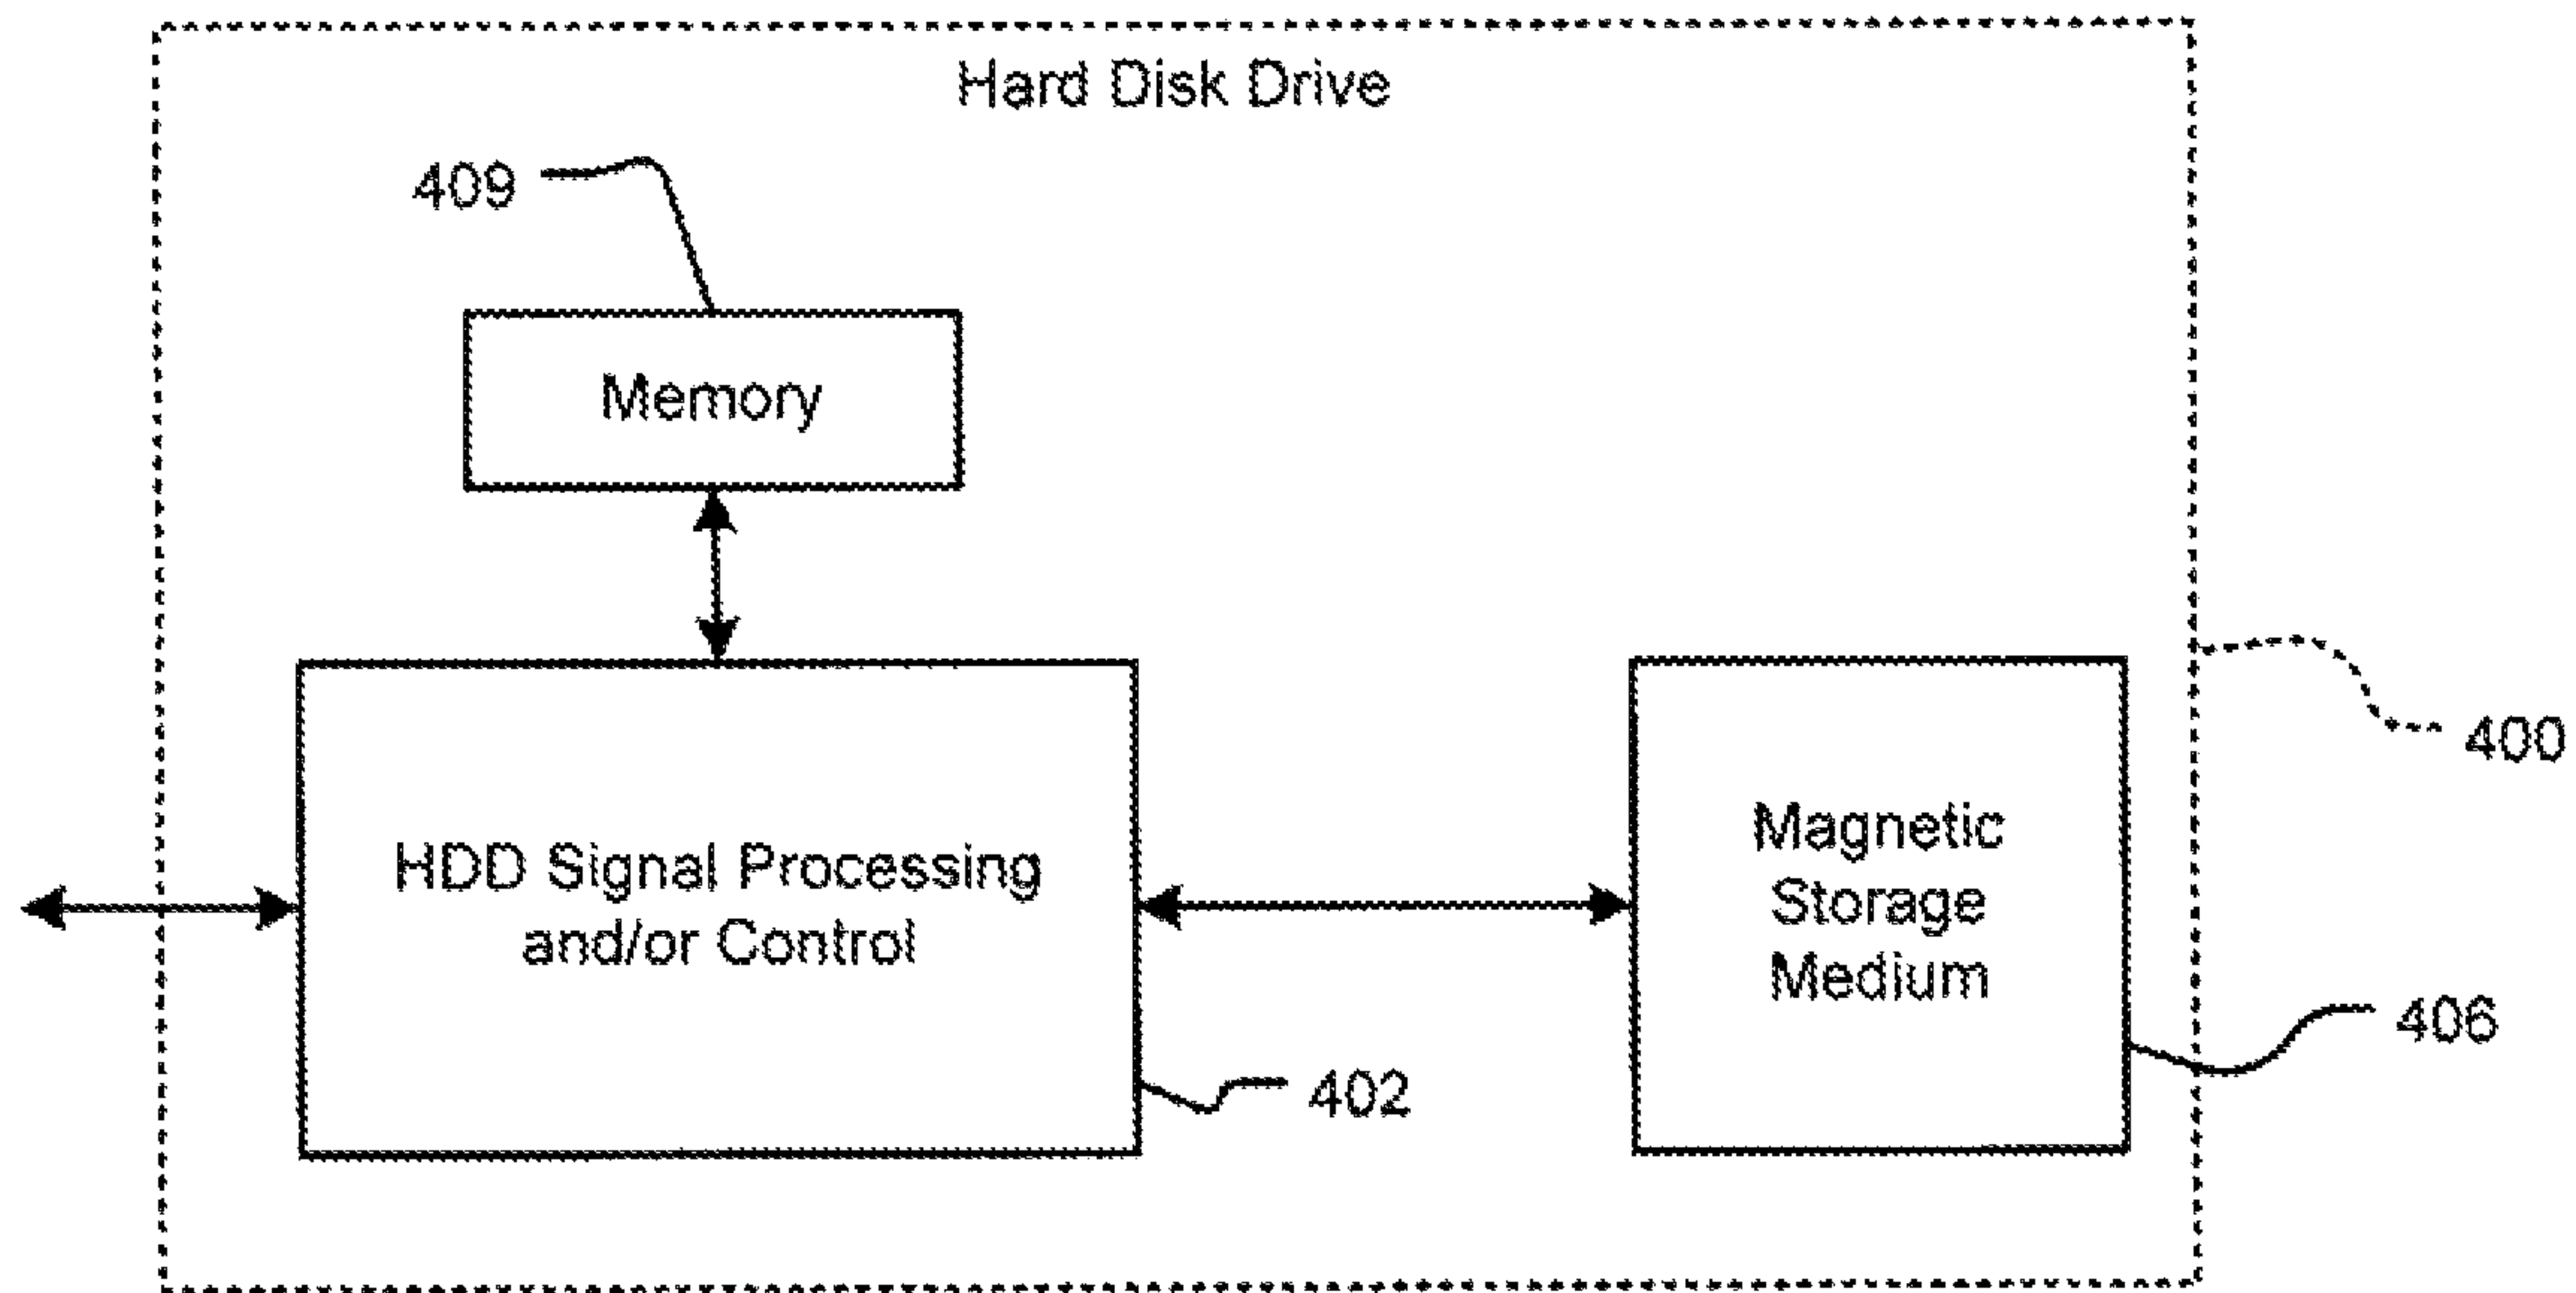 Hard Disk Drive
409
Memory
400
HDD Signal Processing
and/or Control
Magnetic
Storage
Medium
406
402